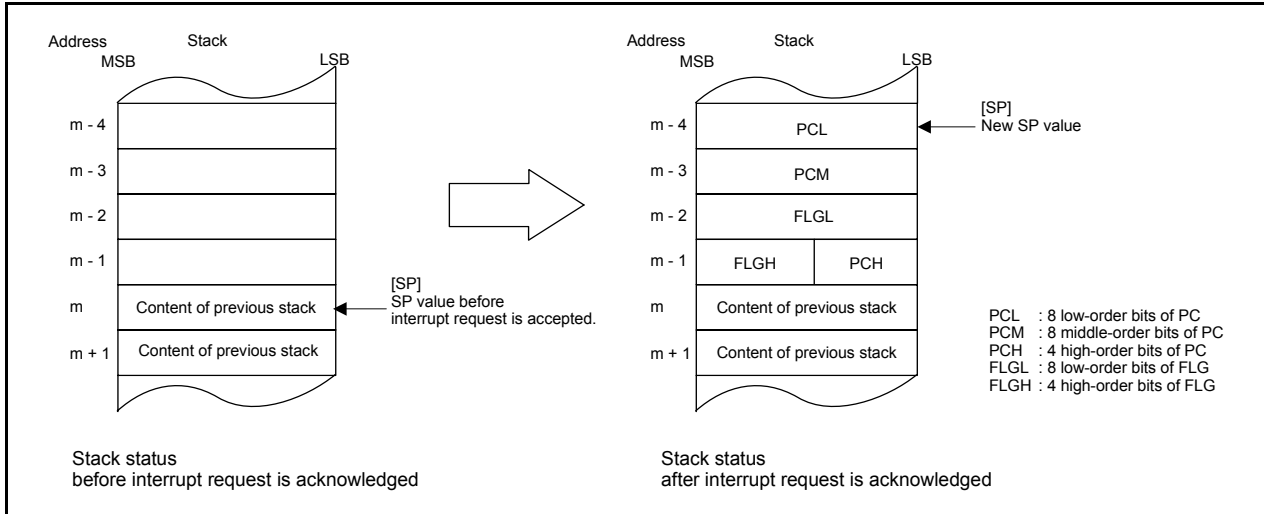 Address Stack
MSB LSB
m - 4
m - 3
m - 2
m - 1
m Content of previous stack
m + 1 Content of previous stack
[SP]
SP value before
interrupt request is accepted.
Stack status
before interrupt request is acknowledged
Address Stack
MSB LSB
m - 4 PCL
m - 3 PCM
m - 2 FLGL
m - 1 FLGH PCH
m Content of previous stack
m + 1 Content of previous stack
[SP]
New SP value
PCL : 8 low-order bits of PC
PCM : 8 middle-order bits of PC
PCH : 4 high-order bits of PC
FLGL : 8 low-order bits of FLG
FLGH : 4 high-order bits of FLG
Stack status
after interrupt request is acknowledged